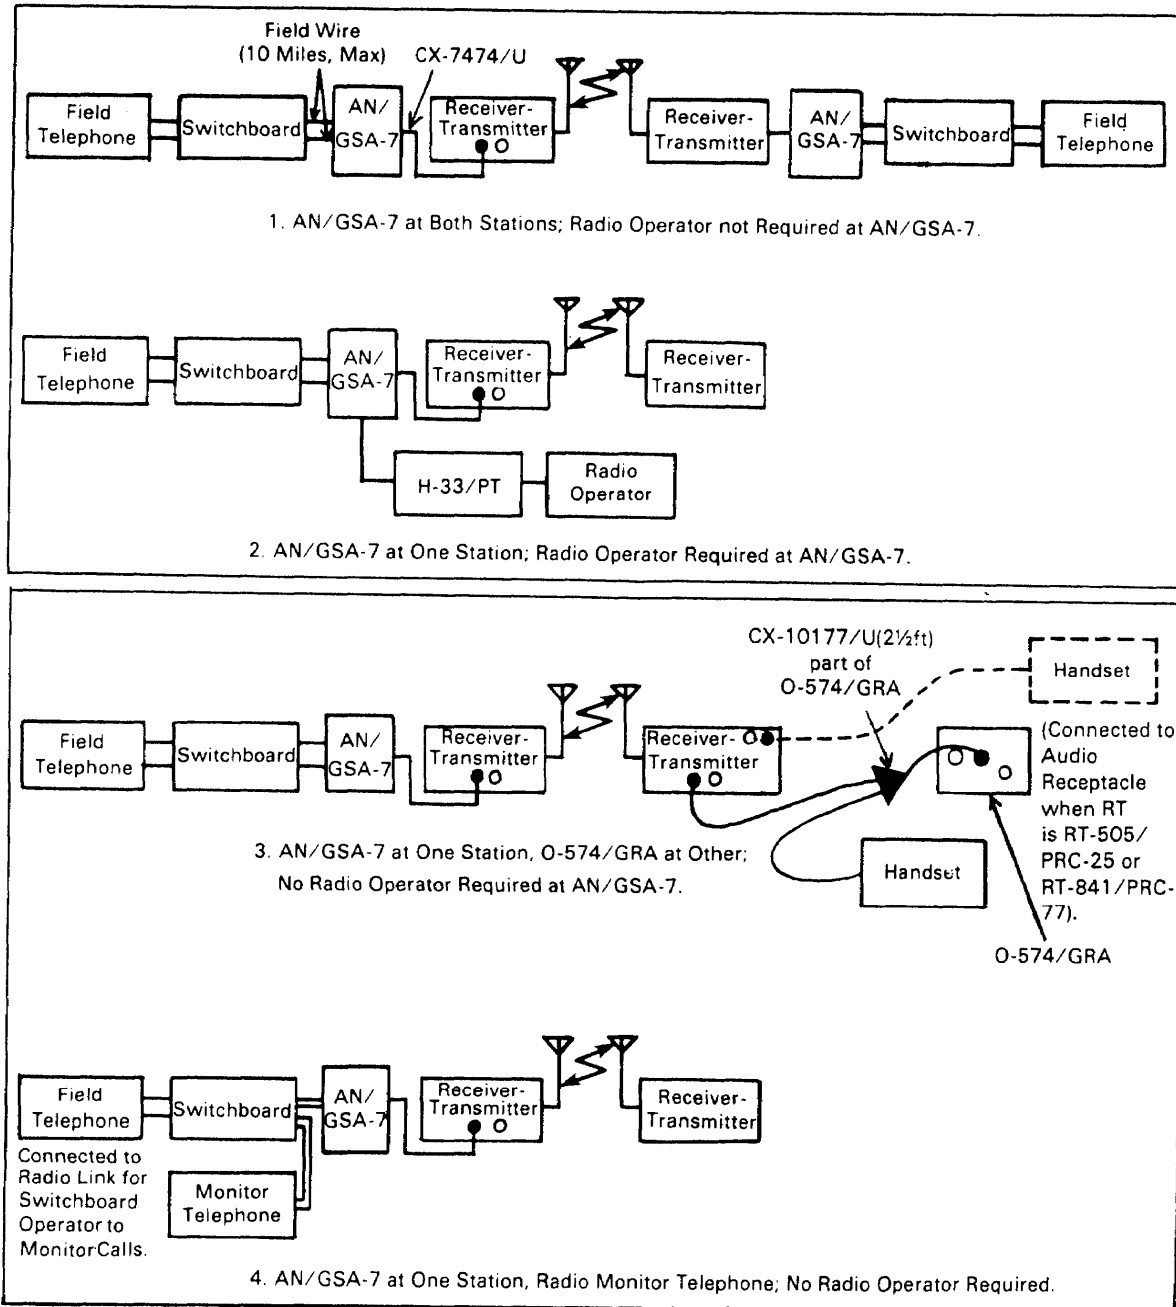 Field Wire
(10 Miles, Max)
CX-7474/U
Field
Telephone
Switchboard
AN/
GSA-7
Receiver-
Transmitter
Receiver-
Transmitter
AN/
GSA-7
Switchboard
Field
Telephone
1. AN/GSA-7 at Both Stations; Radio Operator not Required at AN/GSA-7.
Field
Telephone
Switchboard
AN/
GSA-7
Receiver-
Transmitter
Receiver-
Transmitter
H-33/PT
Radio
Operator
2. AN/GSA-7 at One Station; Radio Operator Required at AN/GSA-7.
CX-10177/U(2½ft)
part of
O-574/GRA
Handset
Field
Telephone
Switchboard
AN/
GSA-7
Receiver-
Transmitter
Receiver-
Transmitter
(Connected to
Audio
Receptacle
when RT
is RT-505/
PRC-25 or
RT-841/PRC-
77).
Handset
O-574/GRA
3. AN/GSA-7 at One Station, O-574/GRA at Other;
No Radio Operator Required at AN/GSA-7.
Field
Telephone
Switchboard
AN/
GSA-7
Receiver-
Transmitter
Receiver-
Transmitter
Connected to
Radio Link for
Switchboard
Operator to
Monitor Calls.
Monitor
Telephone
4. AN/GSA-7 at One Station, Radio Monitor Telephone; No Radio Operator Required.